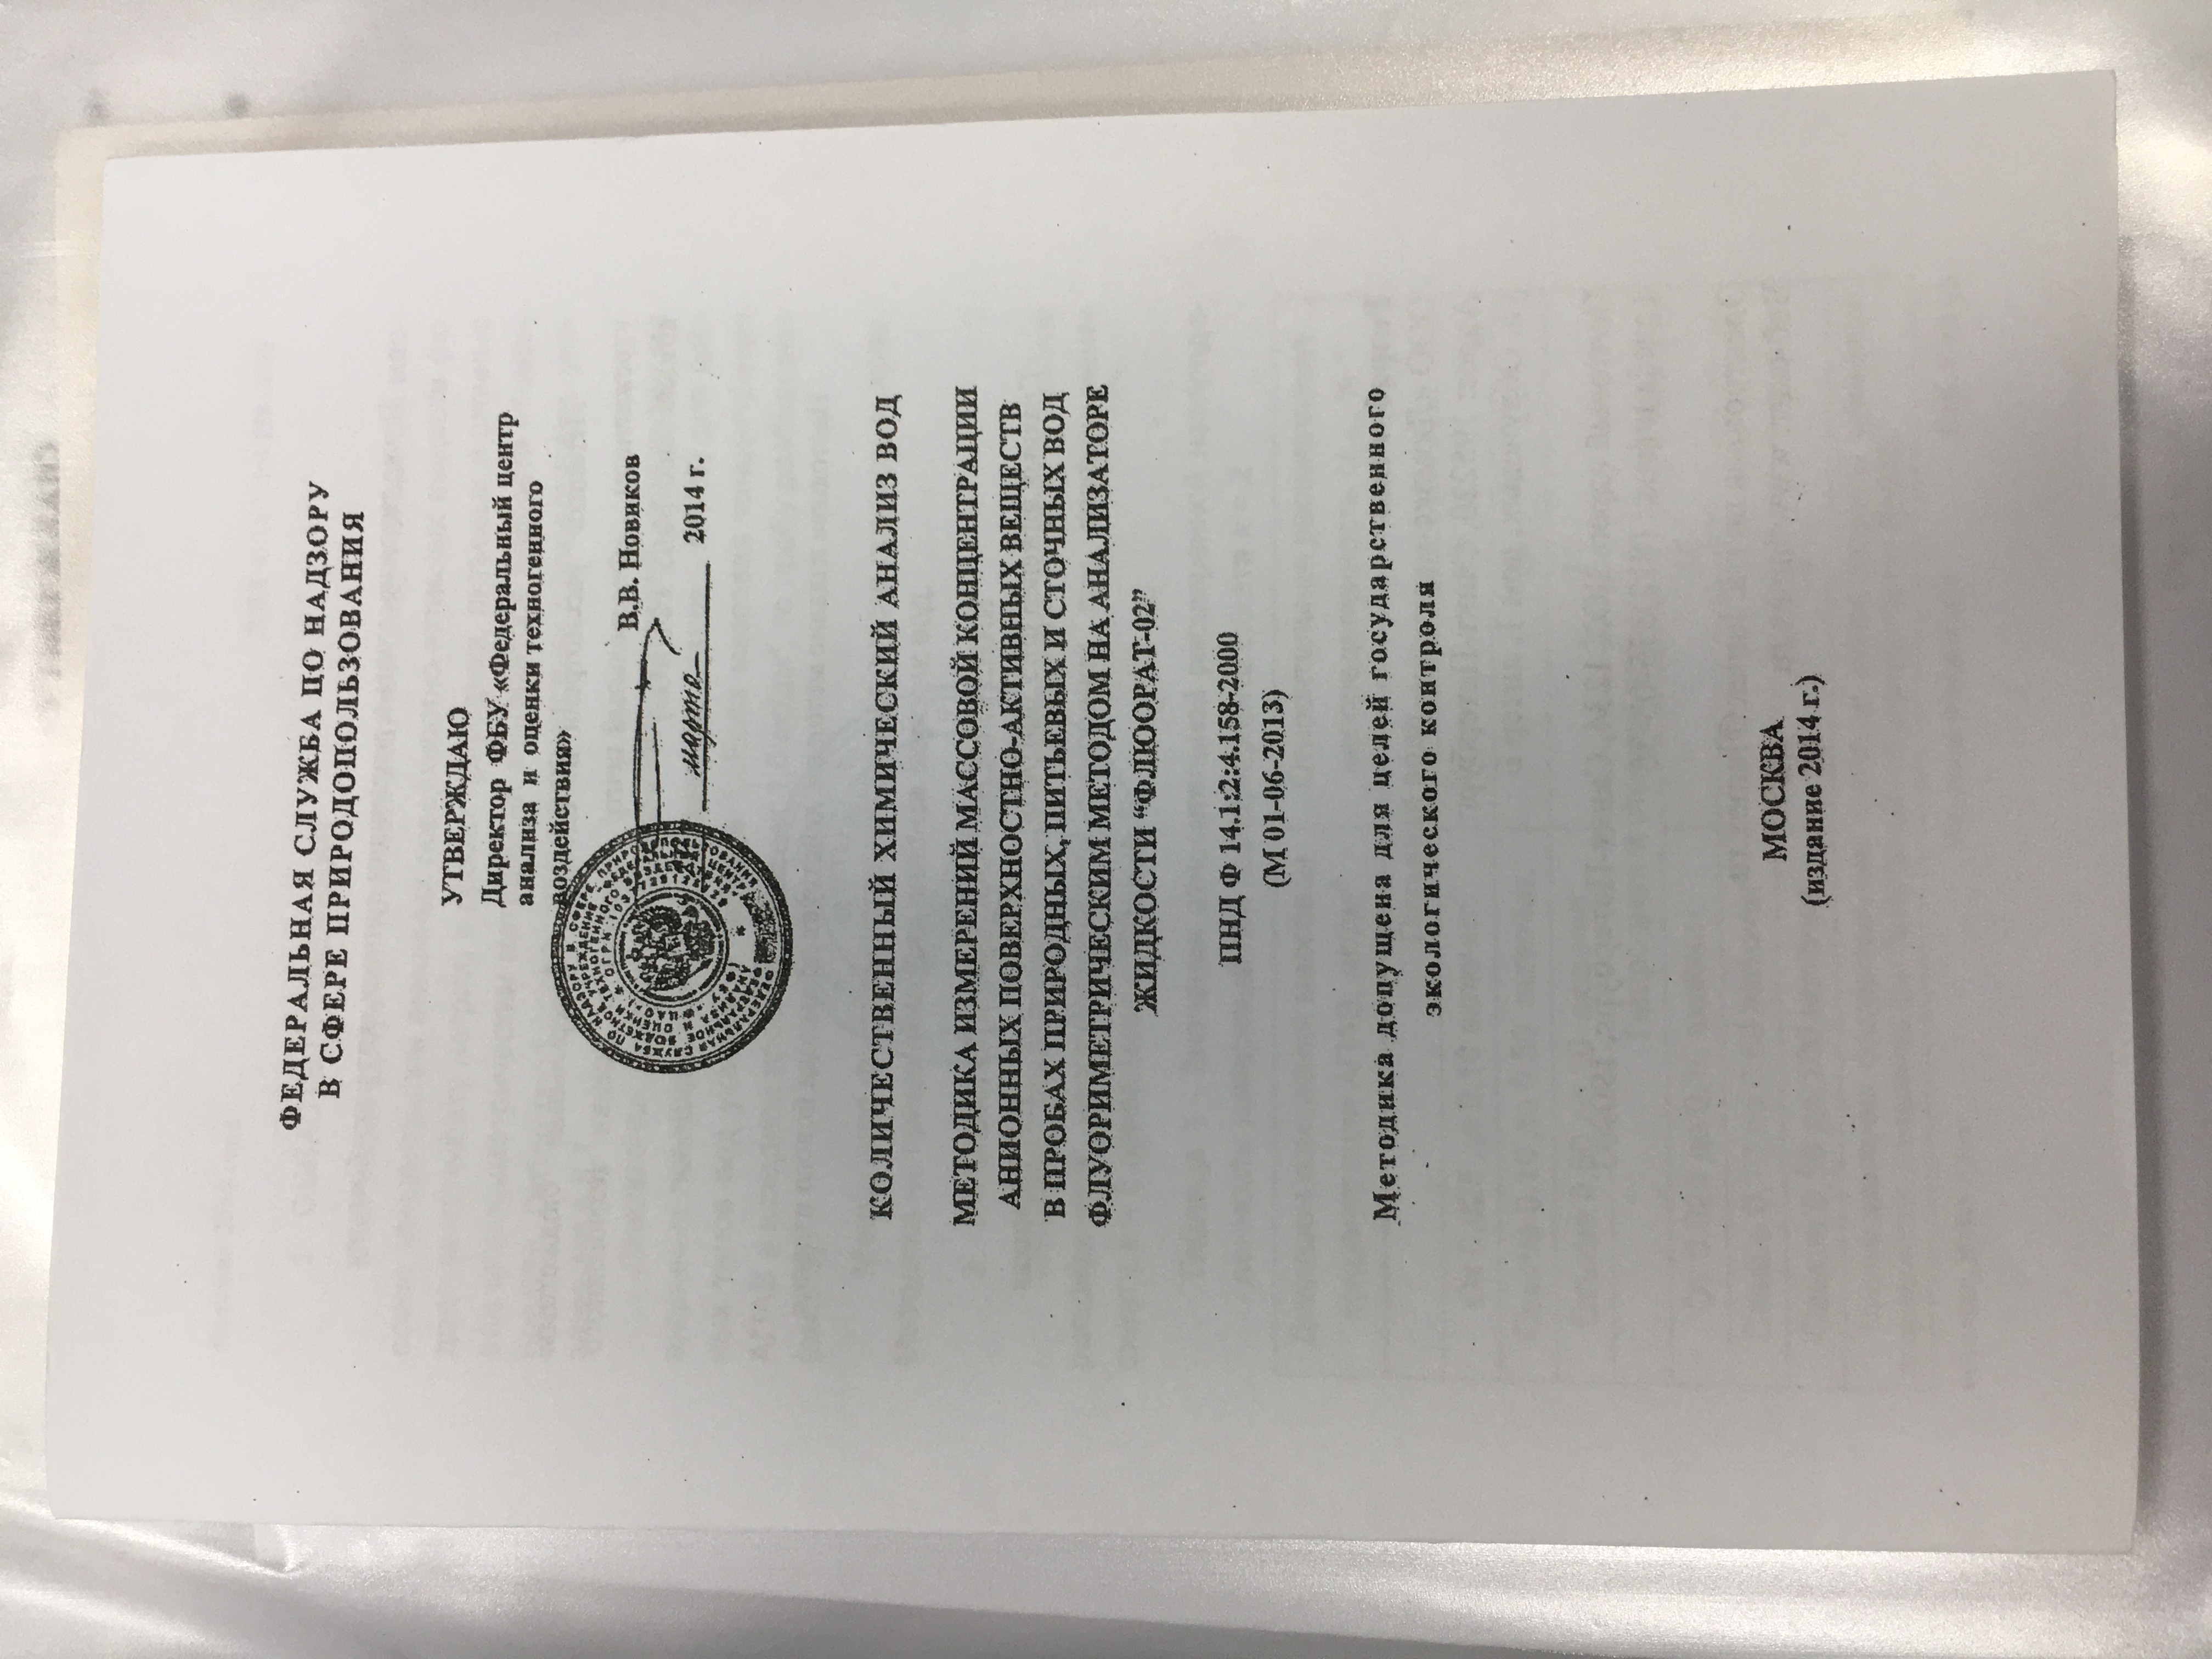 ФЕДЕРАЛЬНАЯ СЛУЖБА ПО НАДЗОРУ
В СФЕРЕ ПРИРОДОПОЛЬЗОВАНИЯ
УТВЕРЖДАЮ
Директор ФБУ «Федеральный центр
анализа и оценки техногенного
воздействия»
В.В. Новиков
марта 2014 г.
КОЛИЧЕСТВЕННЫЙ ХИМИЧЕСКИЙ АНАЛИЗ ВОД
МЕТОДИКА ИЗМЕРЕНИЙ МАССОВОЙ КОНЦЕНТРАЦИИ
АНИОННЫХ ПОВЕРХНОСТНО-АКТИВНЫХ ВЕЩЕСТВ
В ПРОБАХ ПРИРОДНЫХ, ПИТЬЕВЫХ И СТОЧНЫХ ВОД
ФЛУОРИМЕТРИЧЕСКИМ МЕТОДОМ НА АНАЛИЗАТОРЕ
ЖИДКОСТИ “ФЛЮОРАТ-02”
ПНД Ф 14.1:2:4.158-2000
(М 01-06-2013)
Методика допущена для целей государственного
экологического контроля
МОСКВА
(издание 2014 г.)